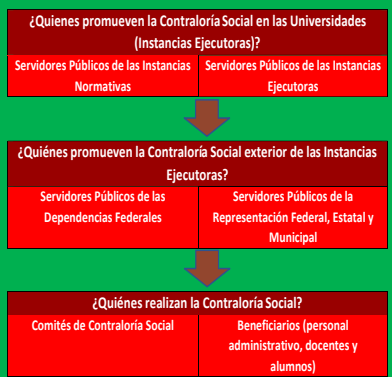 ¿Quienes promueven la Contraloría Social en las Universidades
(Instancias Ejecutoras)?
Servidores Públicos de las Instancias
Normativas
Servidores Públicos de las Instancias
Ejecutoras
¿Quiénes promueven la Contraloría Social exterior de las Instancias
Ejecutoras?
Servidores Públicos de las
Dependencias Federales
Servidores Públicos de la
Representación Federal, Estatal y
Municipal
¿Quiénes realizan la Contraloría Social?
Comités de Contraloría Social
Beneficiarios (personal
administrativo, docentes y
alumnos)